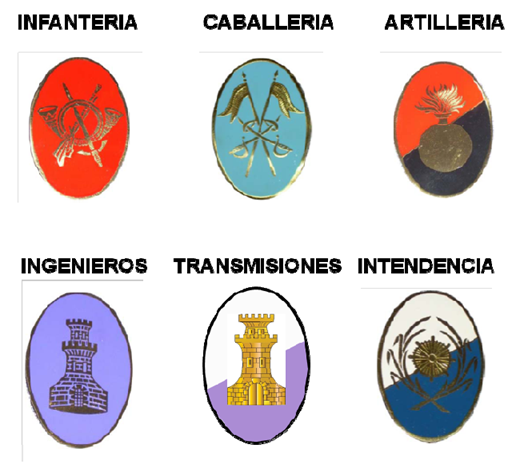 INFANTERIA CABALLERIA ARTILLERIA
INGENIEROS TRANSMISIONES INTENDENCIA